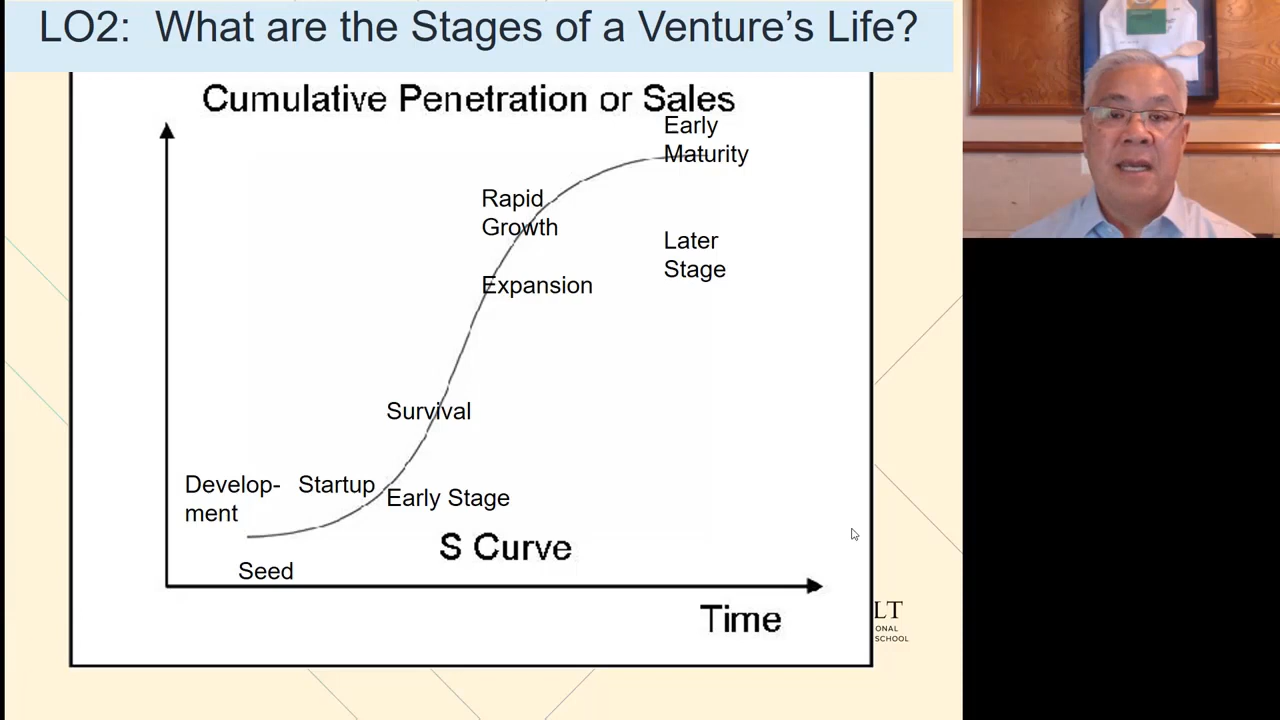 LO2: What are the Stages of a Venture’s Life?
Cumulative Penetration or Sales
Early
Maturity
Rapid
Growth
Later
Stage
Expansion
Survival
Develop-
ment
Startup
Early Stage
S Curve
Seed
Time
LT
ONAL
SCHOOL